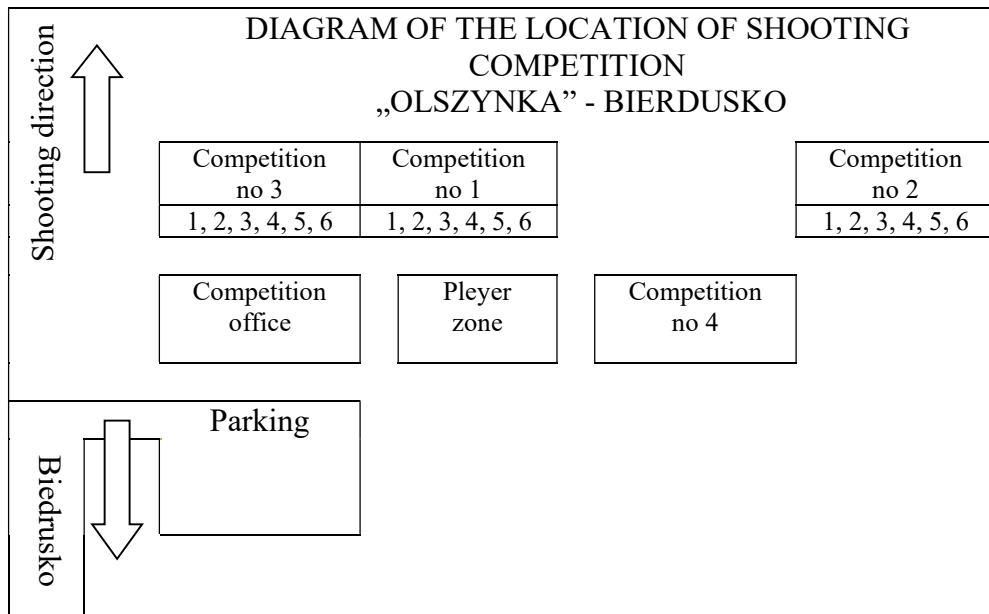 DIAGRAM OF THE LOCATION OF SHOOTING
COMPETITION
„OLSZYNKA” - BIERDUSKO
Shooting direction
Competition
no 3
1, 2, 3, 4, 5, 6
Competition
no 1
1, 2, 3, 4, 5, 6
Competition
no 2
1, 2, 3, 4, 5, 6
Competition
office
Pleyer
zone
Competition
no 4
Parking
Biedrusko